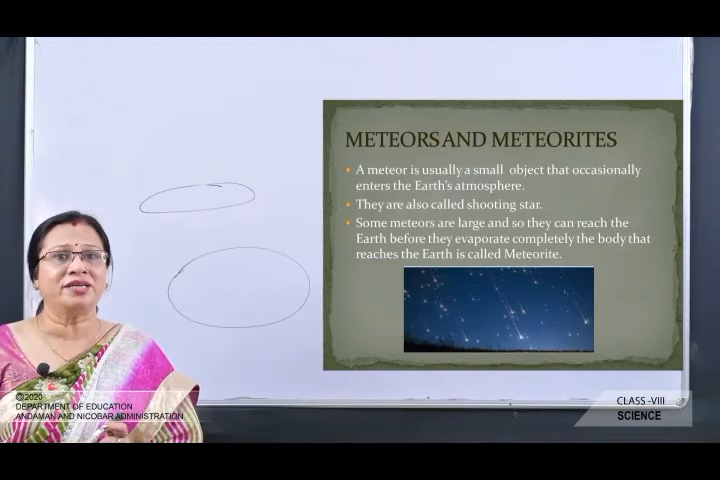 METEORS AND METEORITES
• A meteor is usually a small object that occasionally
enters the Earth's atmosphere.
• They are also called shooting star.
• Some meteors are large and so they can reach the
Earth before they evaporate completely the body that
reaches the Earth is called Meteorite.
©2020
DEPARTMENT OF EDUCATION
ANDAMAN AND NICOBAR ADMINISTRATION
CLASS -VIII
SCIENCE